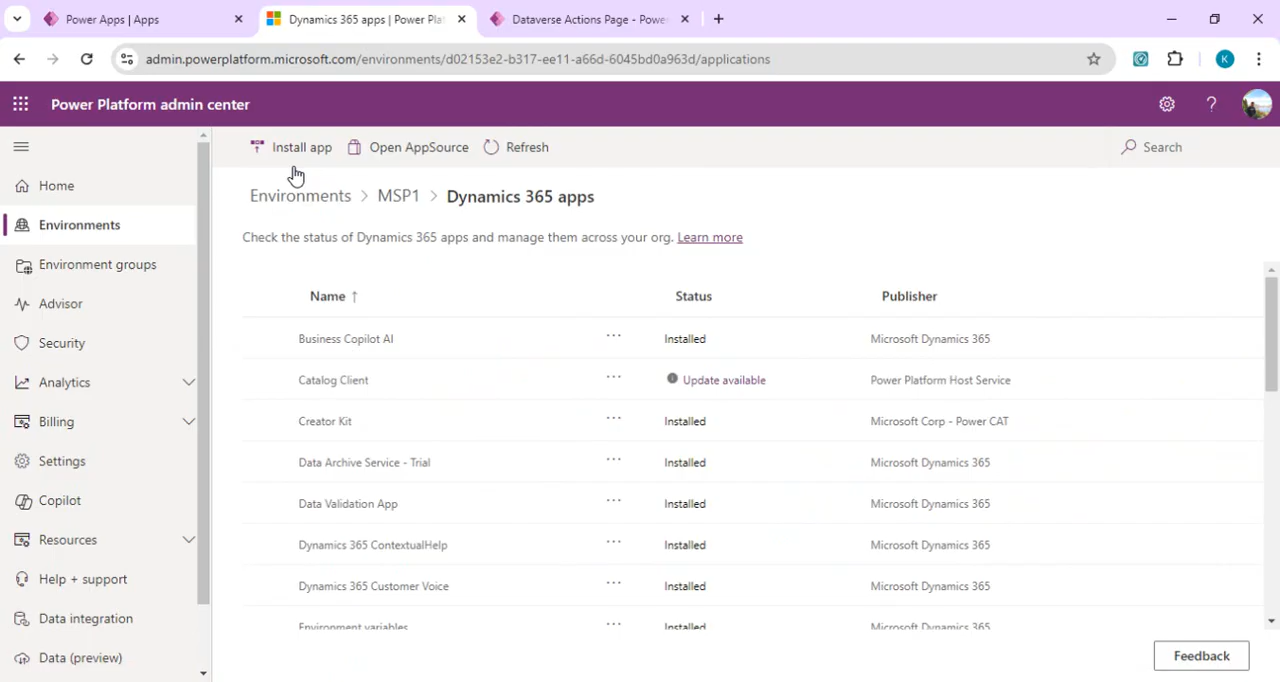 Power Apps | Apps
Dynamics 365 apps | Power Pla
Dataverse Actions Page - Powe
admin.powerplatform.microsoft.com/environments/d02153e2-b317-ee11-a66d-6045bd0a963d/applications
K
Power Platform admin center
?
Install app
Open AppSource
Refresh
Search
Home
Environments
Environment groups
Advisor
Security
Analytics
Billing
Settings
Copilot
Resources
Help + support
Data integration
Data (preview)
Environments > MSP1 > Dynamics 365 apps
Check the status of Dynamics 365 apps and manage them across your org. Learn more
Name ↑ Status Publisher
Business Copilot AI ... Installed Microsoft Dynamics 365
Catalog Client ... Update available Power Platform Host Service
Creator Kit ... Installed Microsoft Corp - Power CAT
Data Archive Service - Trial ... Installed Microsoft Dynamics 365
Data Validation App ... Installed Microsoft Dynamics 365
Dynamics 365 ContextualHelp ... Installed Microsoft Dynamics 365
Dynamics 365 Customer Voice ... Installed Microsoft Dynamics 365
Environment variables ... Installed Microsoft Dynamics 365
Feedback